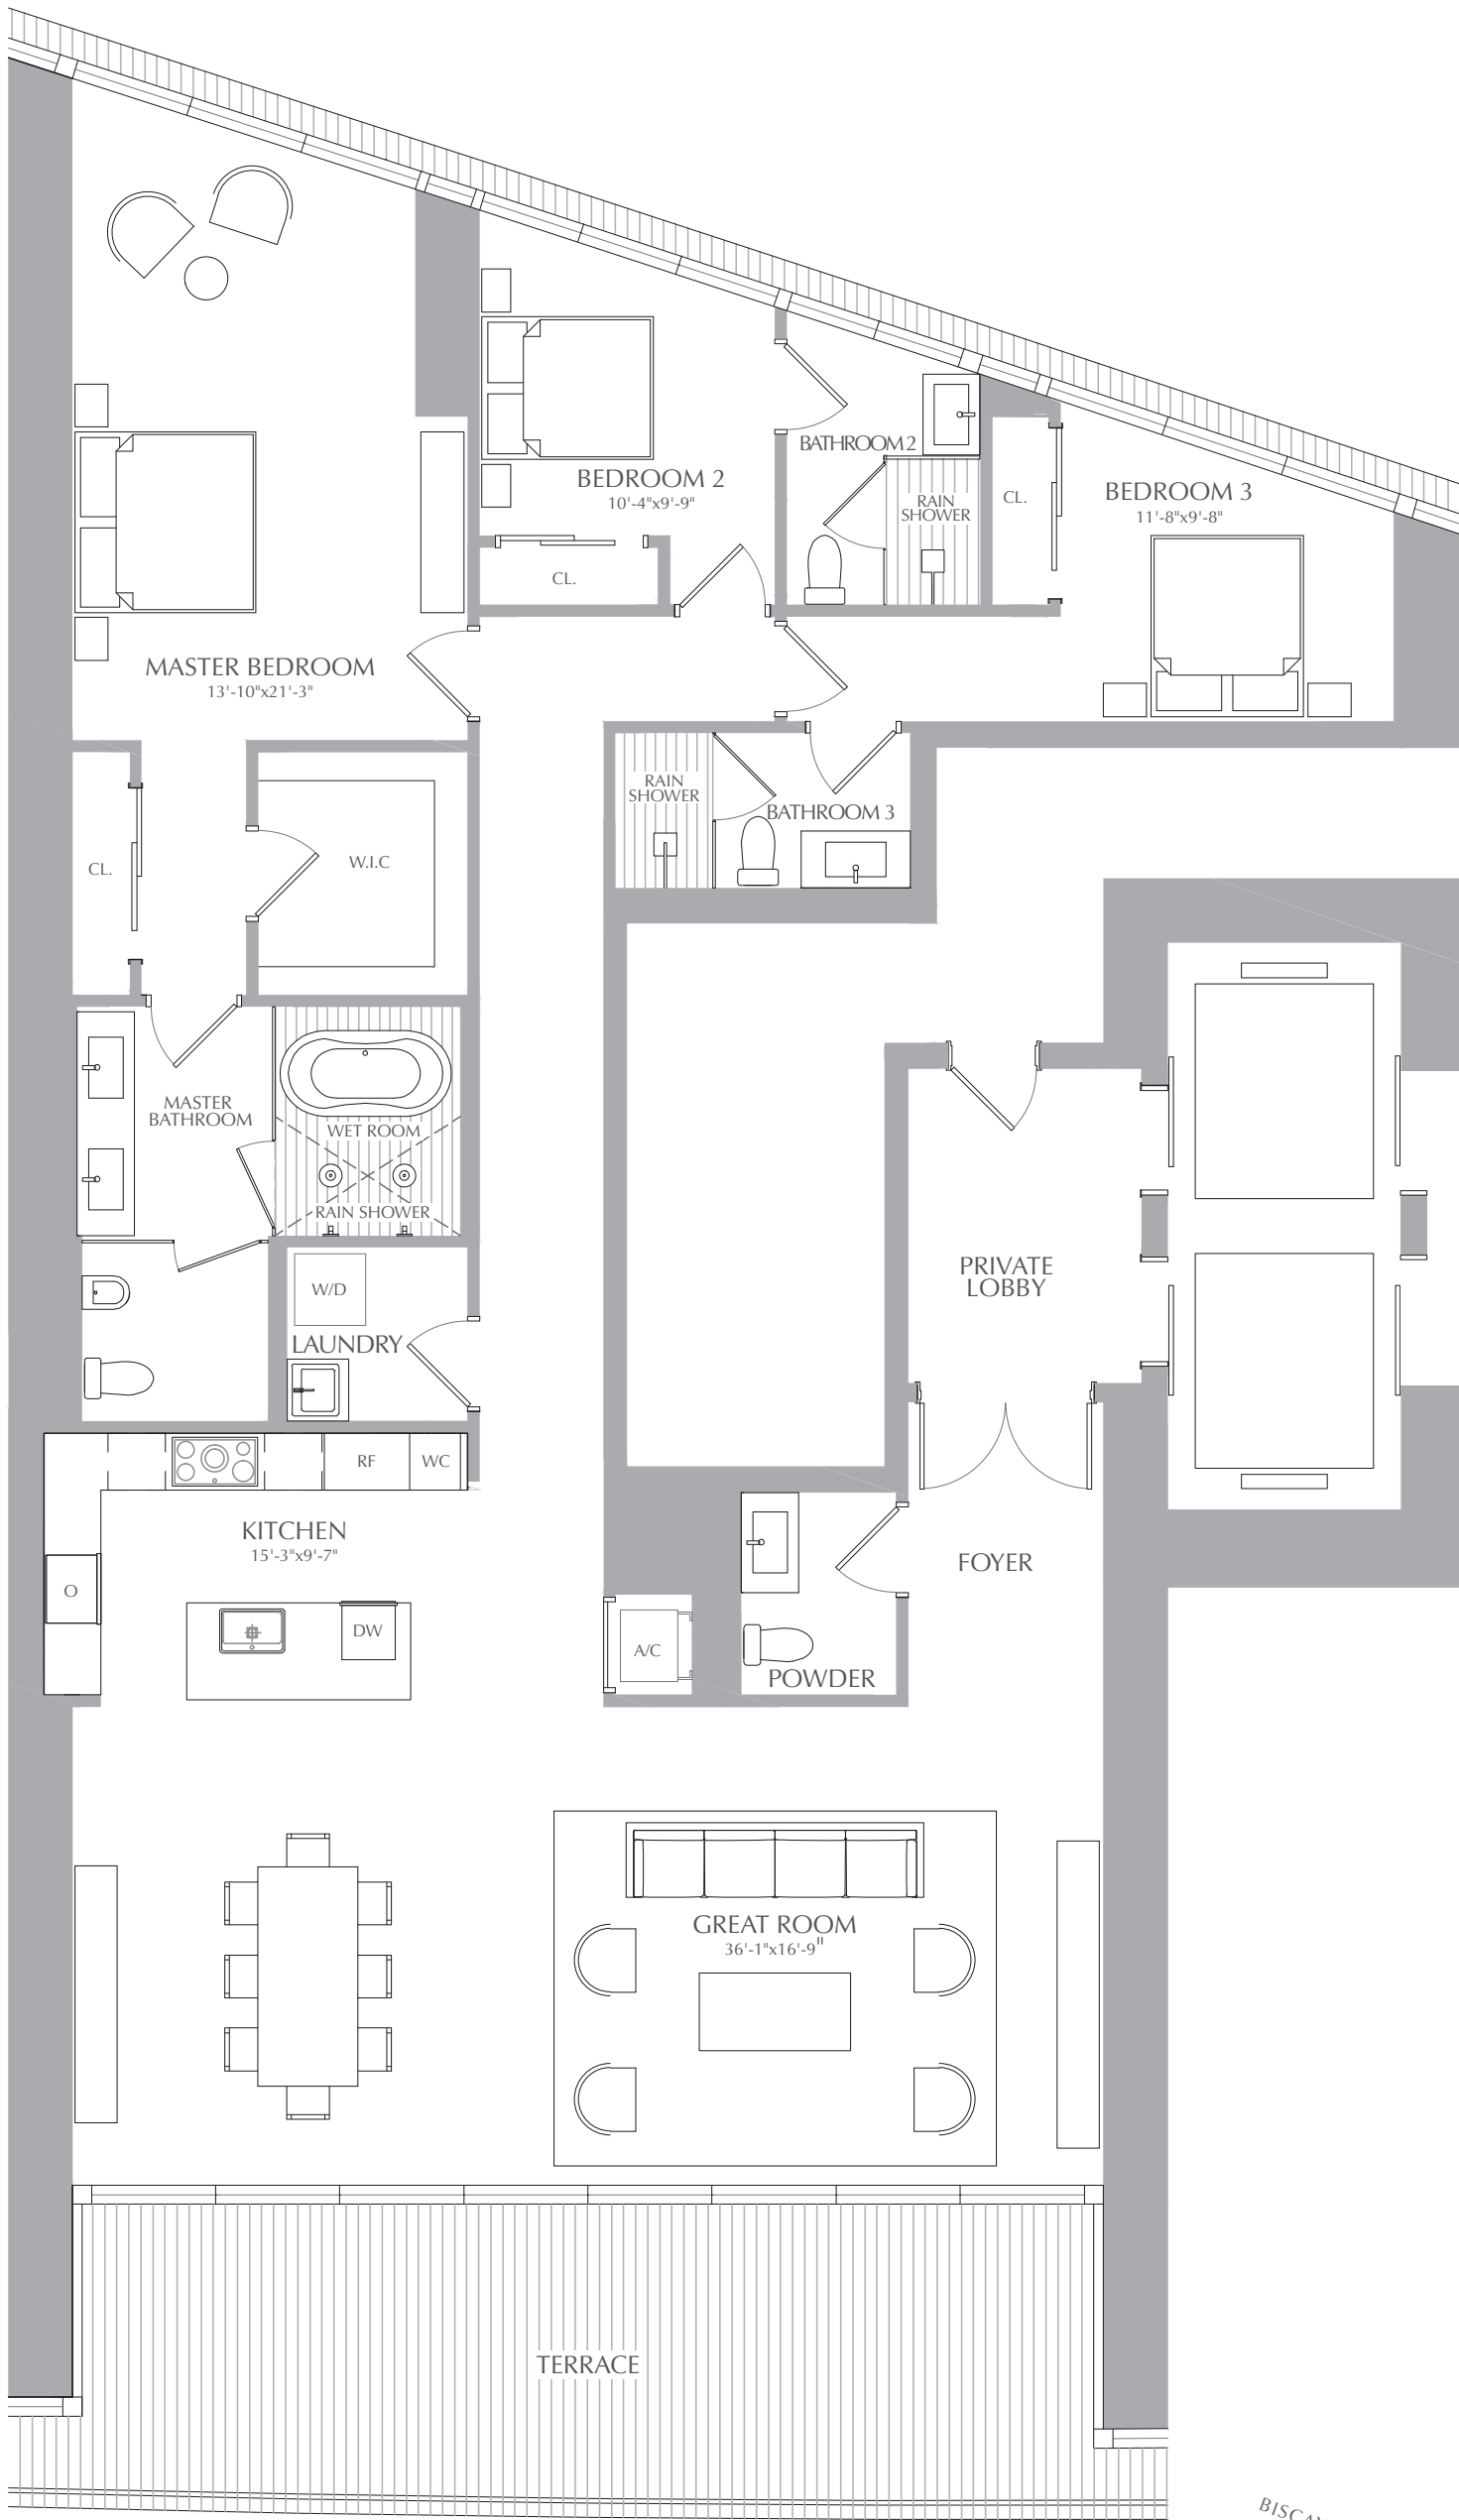 BATHROOM 2
BEDROOM 2
10'-4"x9'-9"
RAIN
SHOWER
CL.
BEDROOM 3
11'-8"x9'-8"
CL.
MASTER BEDROOM
13'-10"x21'-3"
RAIN
SHOWER
BATHROOM 3
CL.
W.I.C
MASTER
BATHROOM
WET ROOM
RAIN SHOWER
PRIVATE
LOBBY
W/D
LAUNDRY
RF
WC
KITCHEN
15'-3"x9'-7"
FOYER
O
DW
A/C
POWDER
GREAT ROOM
36'-1"x16'-9"
TERRACE